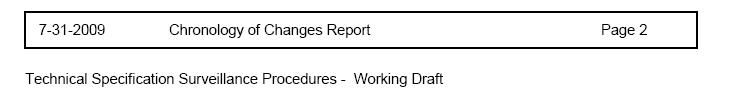 7-31-2009 Chronology of Changes Report Page 2
Technical Specification Surveillance Procedures - Working Draft